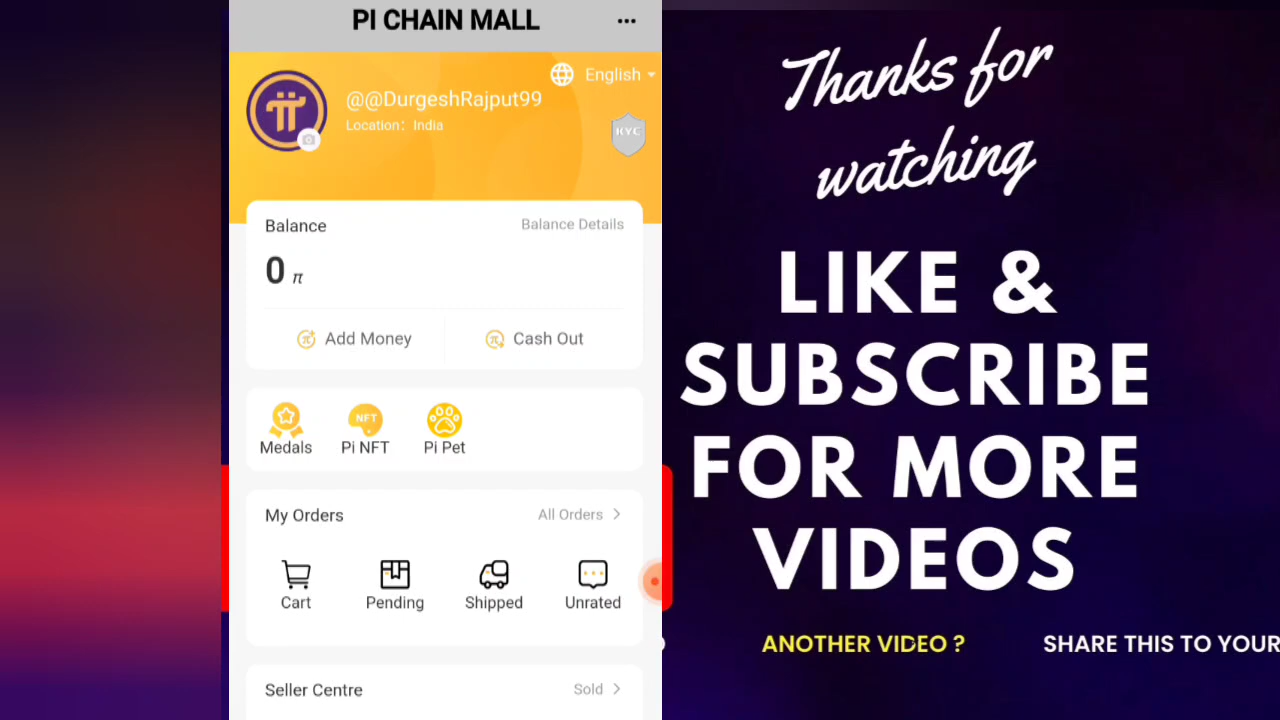 PI CHAIN MALL
English
@@DurgeshRajput99
Location: India
KYC
Balance
Balance Details
0 π
Add Money
Cash Out
NFT
Medals
Pi NFT
Pi Pet
My Orders
All Orders >
Cart
Pending
Shipped
Unrated
Seller Centre
Sold >
Thanks for
watching
LIKE &
SUBSCRIBE
FOR MORE
VIDEOS
ANOTHER VIDEO ?
SHARE THIS TO YOUR